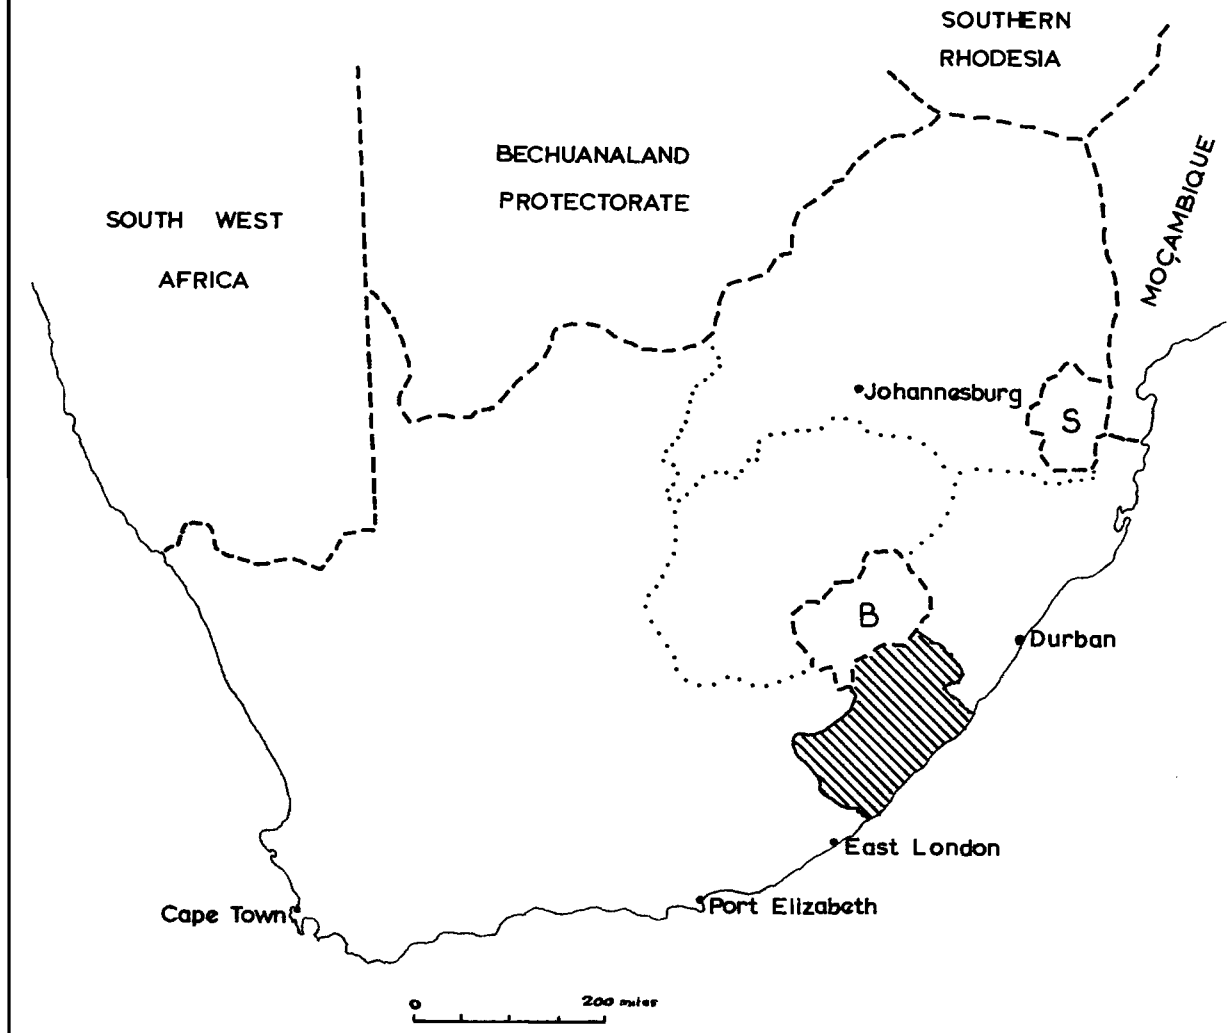 SOUTHERN
RHODESIA
BECHUANALAND
PROTECTORATE
SOUTH WEST
AFRICA
MOÇAMBIQUE
Johannesburg
S
B
Durban
East London
Port Elizabeth
Cape Town
0 200 miles